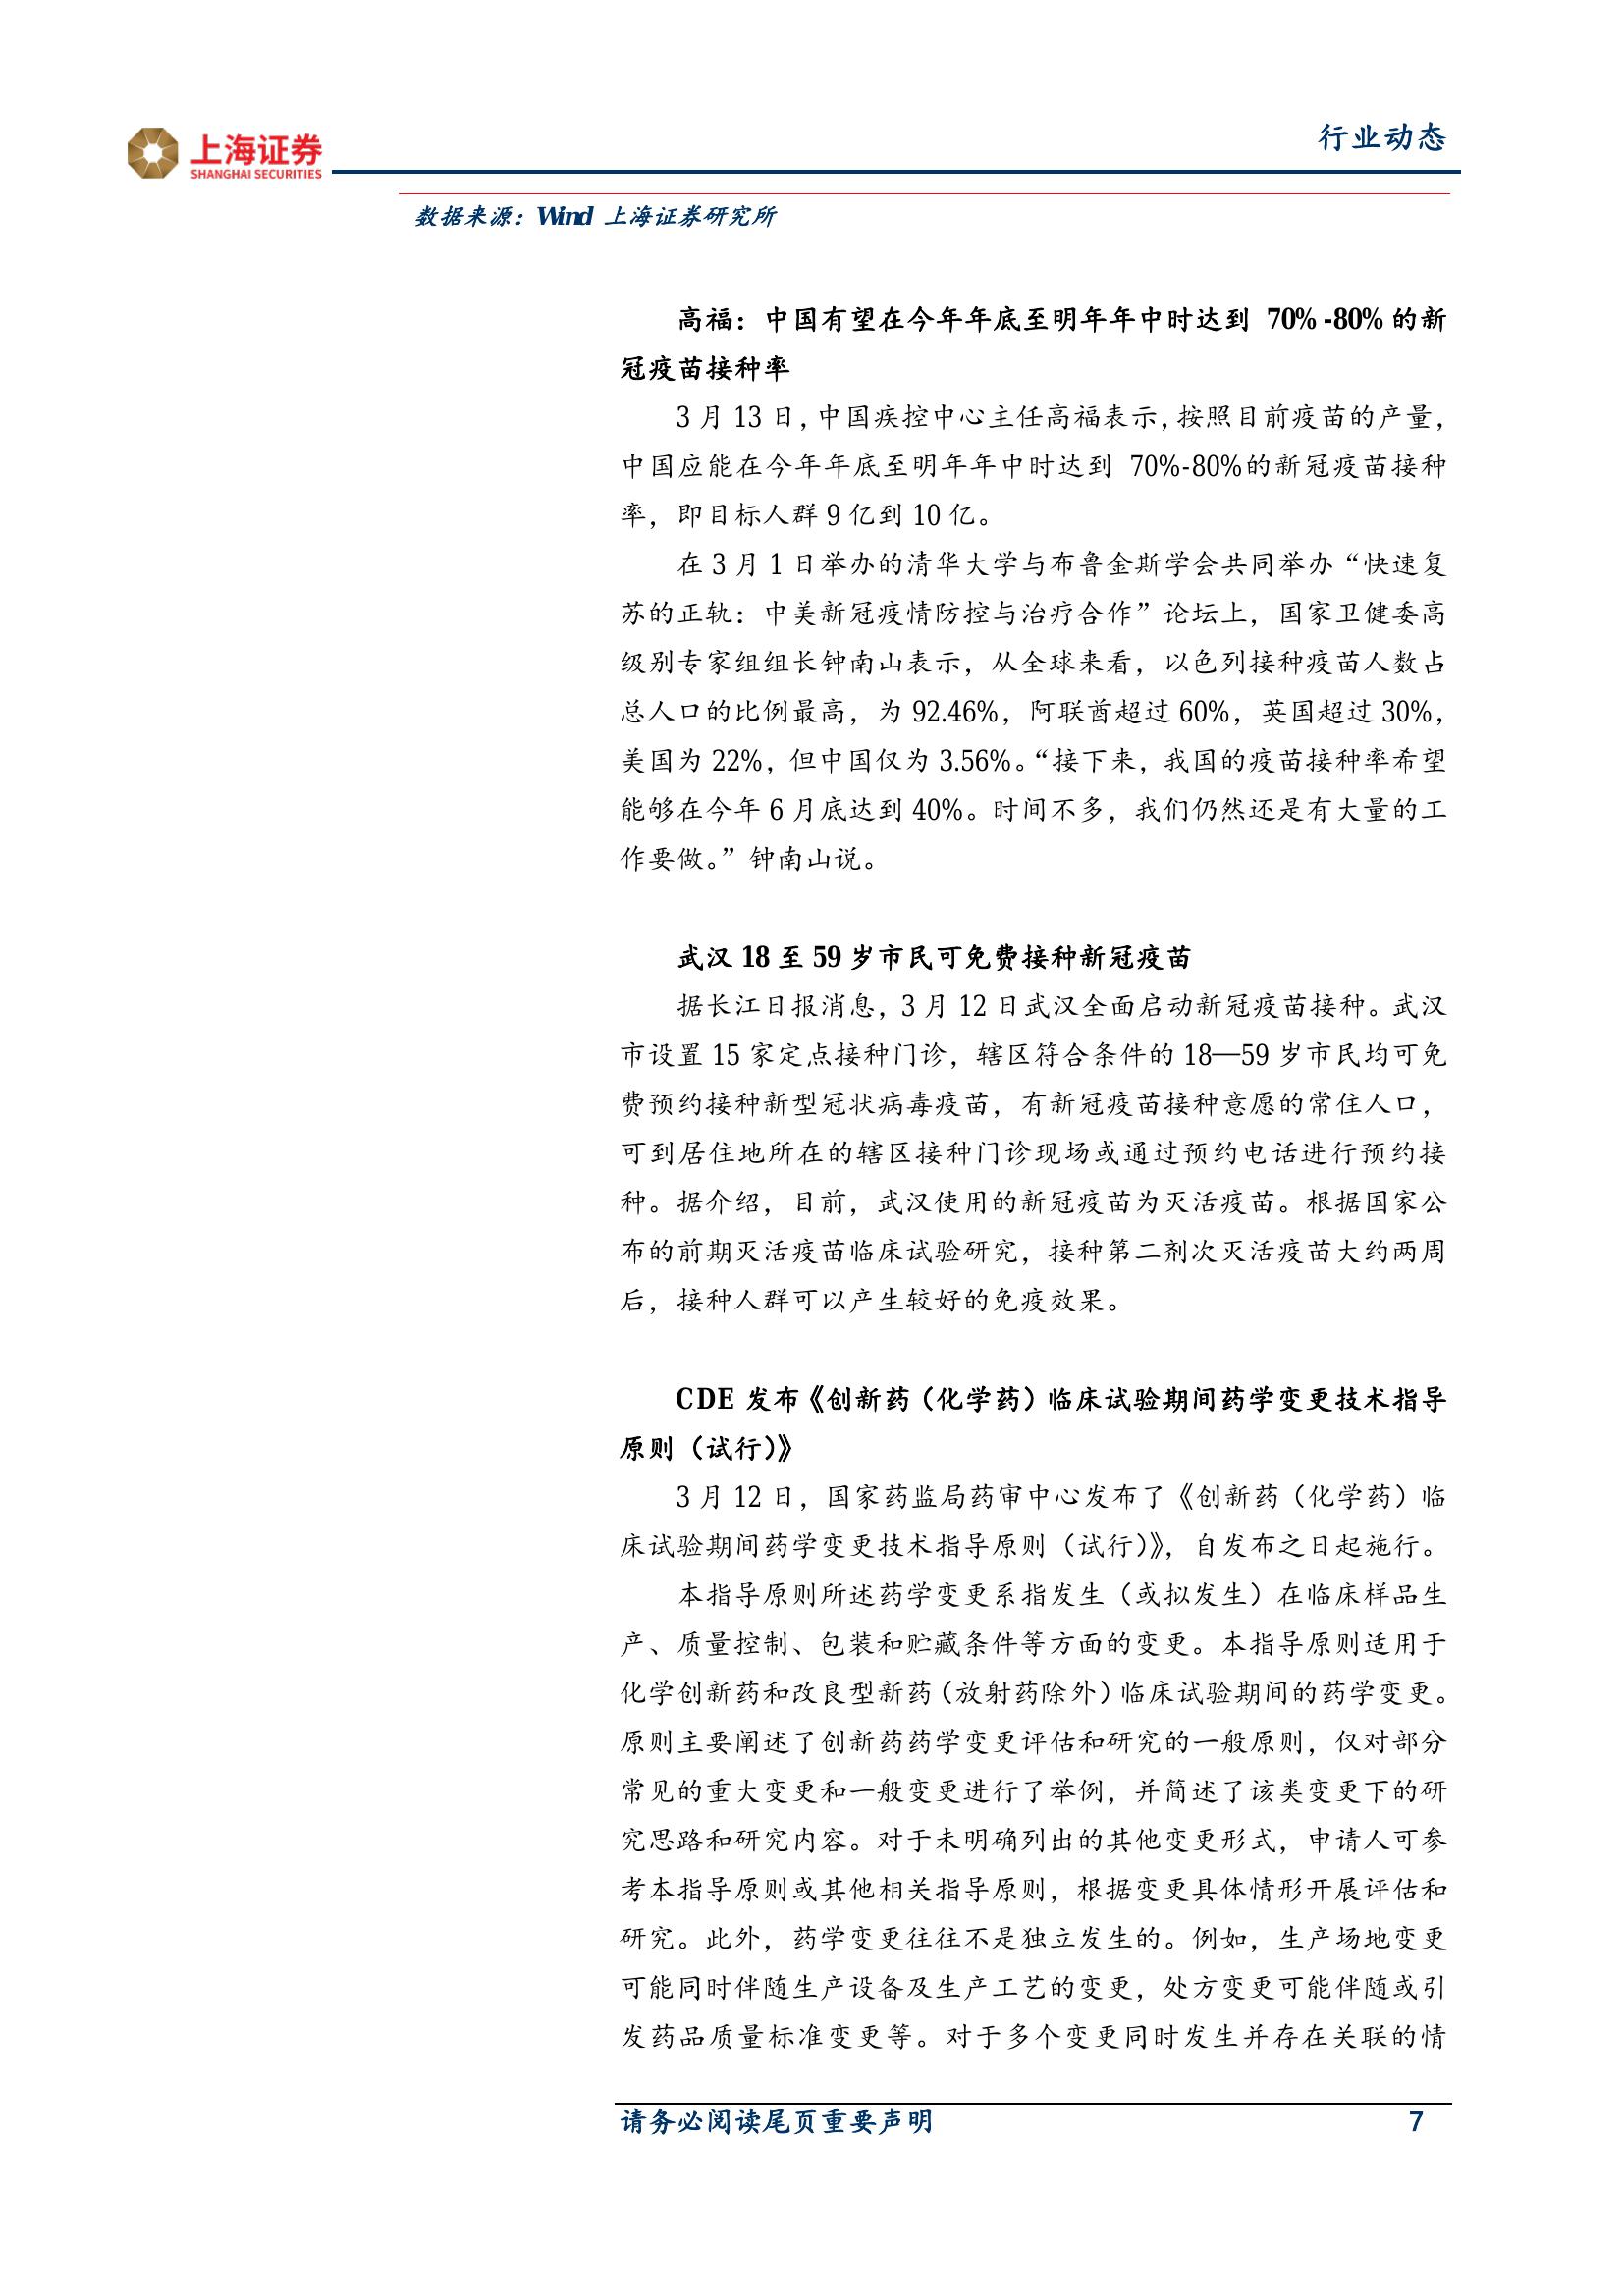 上海证券
SHANGHAI SECURITIES
行业动态
数据来源：Wind 上海证券研究所
高福：中国有望在今年年底至明年年中时达到 70%-80%的新
冠疫苗接种率
3 月 13 日，中国疾控中心主任高福表示，按照目前疫苗的产量，
中国应能在今年年底至明年年中时达到 70%-80%的新冠疫苗接种
率，即目标人群 9 亿到 10 亿。
在 3 月 1 日举办的清华大学与布鲁金斯学会共同举办“快速复
苏的正轨：中美新冠疫情防控与治疗合作”论坛上，国家卫健委高
级别专家组组长钟南山表示，从全球来看，以色列接种疫苗人数占
总人口的比例最高，为 92.46%，阿联酋超过 60%，英国超过 30%，
美国为 22%，但中国仅为 3.56%。“接下来，我国的疫苗接种率希望
能够在今年 6 月底达到 40%。时间不多，我们仍然还是有大量的工
作要做。”钟南山说。
武汉 18 至 59 岁市民可免费接种新冠疫苗
据长江日报消息，3 月 12 日武汉全面启动新冠疫苗接种。武汉
市设置 15 家定点接种门诊，辖区符合条件的 18—59 岁市民均可免
费预约接种新型冠状病毒疫苗，有新冠疫苗接种意愿的常住人口，
可到居住地所在的辖区接种门诊现场或通过预约电话进行预约接
种。据介绍，目前，武汉使用的新冠疫苗为灭活疫苗。根据国家公
布的前期灭活疫苗临床试验研究，接种第二剂次灭活疫苗大约两周
后，接种人群可以产生较好的免疫效果。
CDE 发布《创新药（化学药）临床试验期间药学变更技术指导
原则（试行）》
3 月 12 日，国家药监局药审中心发布了《创新药（化学药）临
床试验期间药学变更技术指导原则（试行）》，自发布之日起施行。
本指导原则所述药学变更系指发生（或拟发生）在临床样品生
产、质量控制、包装和贮藏条件等方面的变更。本指导原则适用于
化学创新药和改良型新药（放射药除外）临床试验期间的药学变更。
原则主要阐述了创新药药学变更评估和研究的一般原则，仅对部分
常见的重大变更和一般变更进行了举例，并简述了该类变更下的研
究思路和研究内容。对于未明确列出的其他变更形式，申请人可参
考本指导原则或其他相关指导原则，根据变更具体情形开展评估和
研究。此外，药学变更往往不是独立发生的。例如，生产场地变更
可能同时伴随生产设备及生产工艺的变更，处方变更可能伴随或引
发药品质量标准变更等。对于多个变更同时发生并存在关联的情
请务必阅读尾页重要声明
7